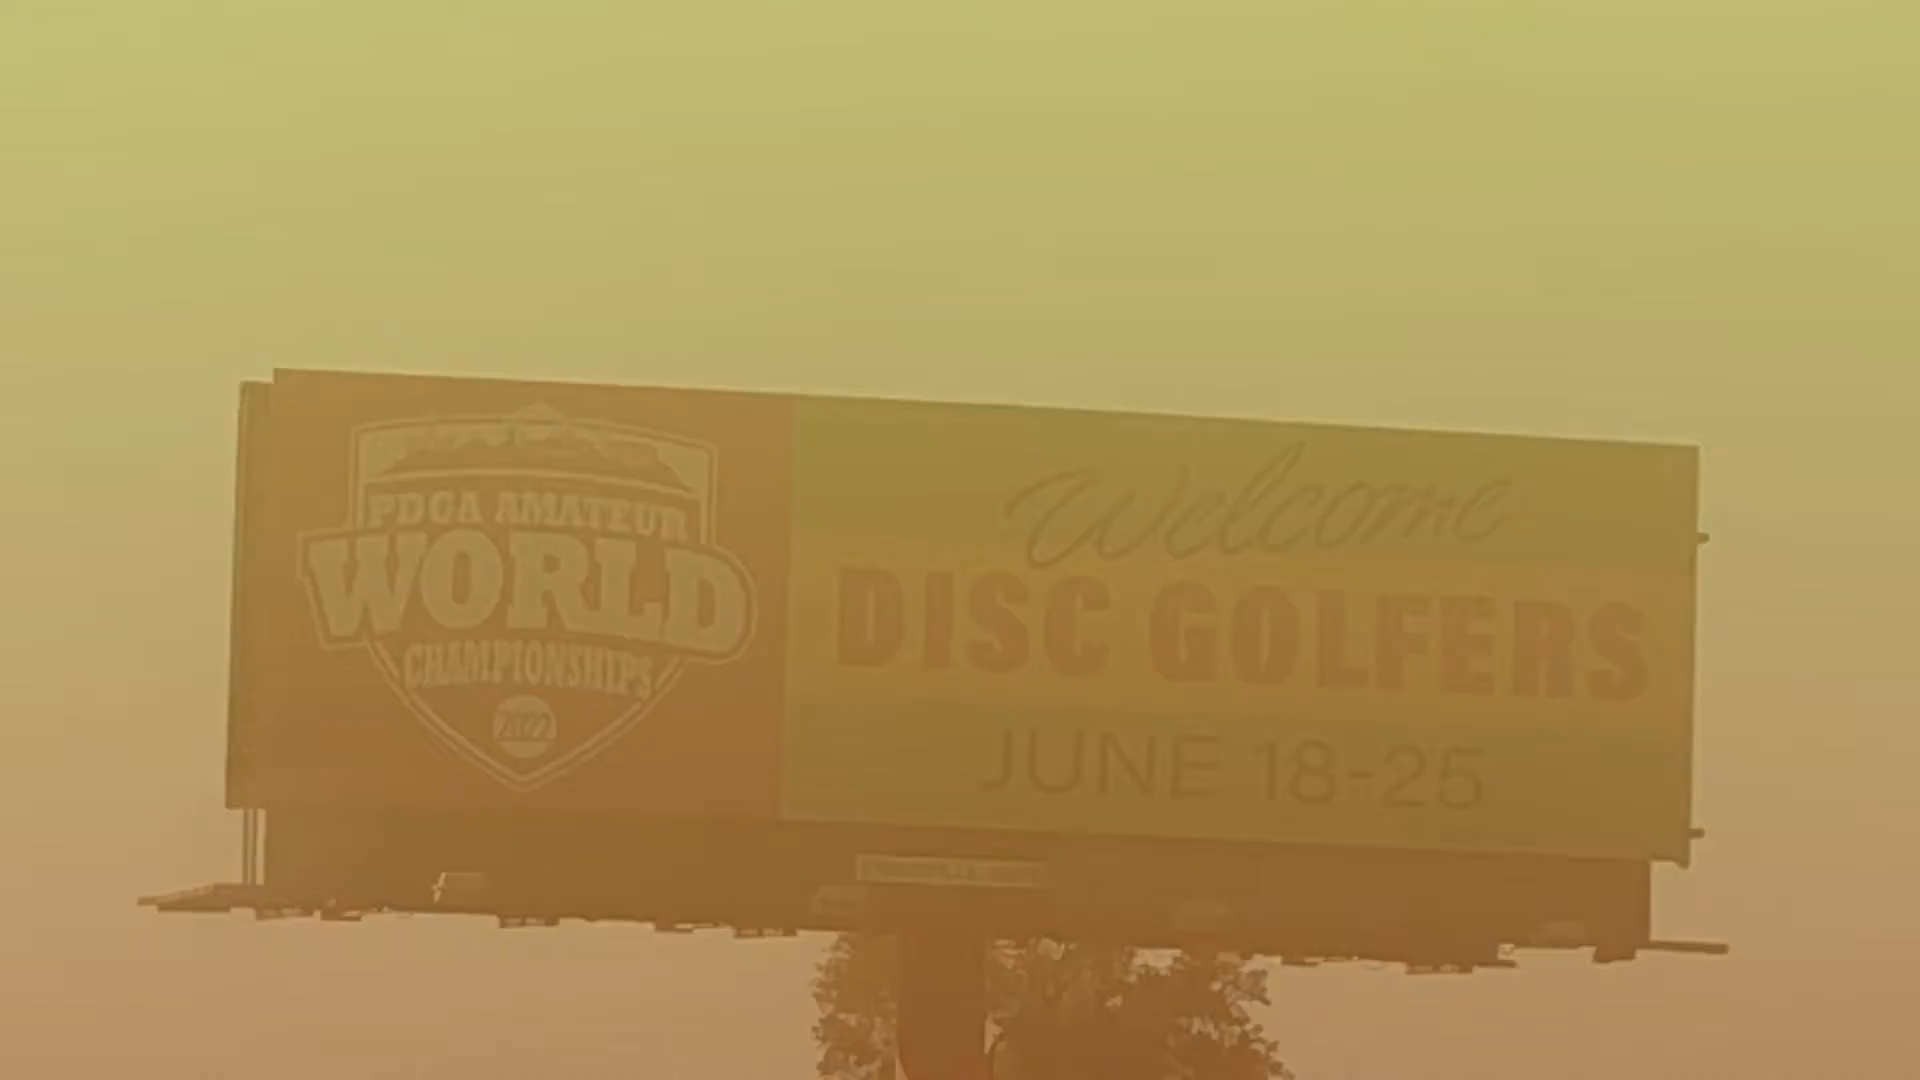 PDGA AMATEUR
WORLD
CHAMPIONSHIPS
2022
Welcome
DISC GOLFERS
JUNE 18-25